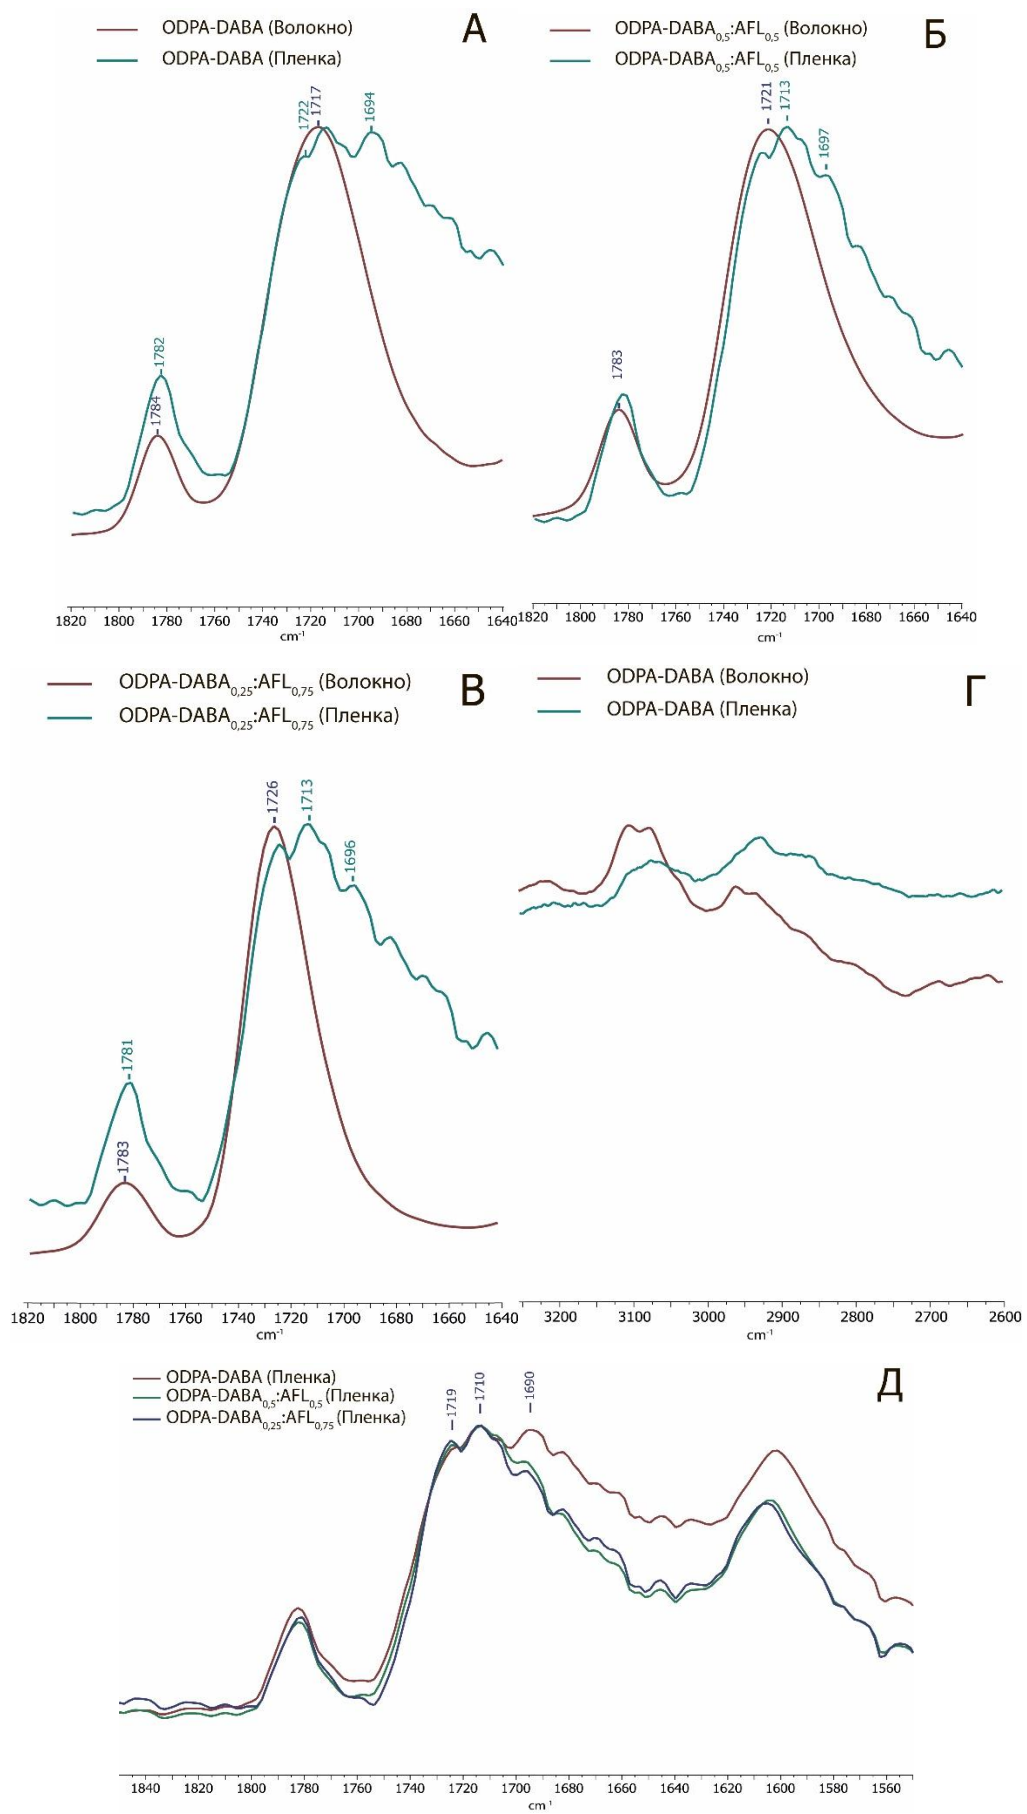 ODPA-DABA (Волокно)
ODPA-DABA (Пленка)
А
1722
1717
1694
1782
1784
1820 1800 1780 1760 1740 1720 1700 1680 1660 1640
cm-1
ODPA-DABA0,5:AFL0,5 (Волокно)
ODPA-DABA0,5:AFL0,5 (Пленка)
Б
1721
1713
1697
1783
1820 1800 1780 1760 1740 1720 1700 1680 1660 1640
cm-1
ODPA-DABA0,25:AFL0,75 (Волокно)
ODPA-DABA0,25:AFL0,75 (Пленка)
В
1726
1713
1696
1781
1783
1820 1800 1780 1760 1740 1720 1700 1680 1660 1640
cm-1
ODPA-DABA (Волокно)
ODPA-DABA (Пленка)
Г
3200 3100 3000 2900 2800 2700 2600
cm-1
ODPA-DABA (Пленка)
ODPA-DABA0,5:AFL0,5 (Пленка)
ODPA-DABA0,25:AFL0,75 (Пленка)
Д
1719
1710
1690
1840 1820 1800 1780 1760 1740 1720 1700 1680 1660 1640 1620 1600 1580 1560
cm-1